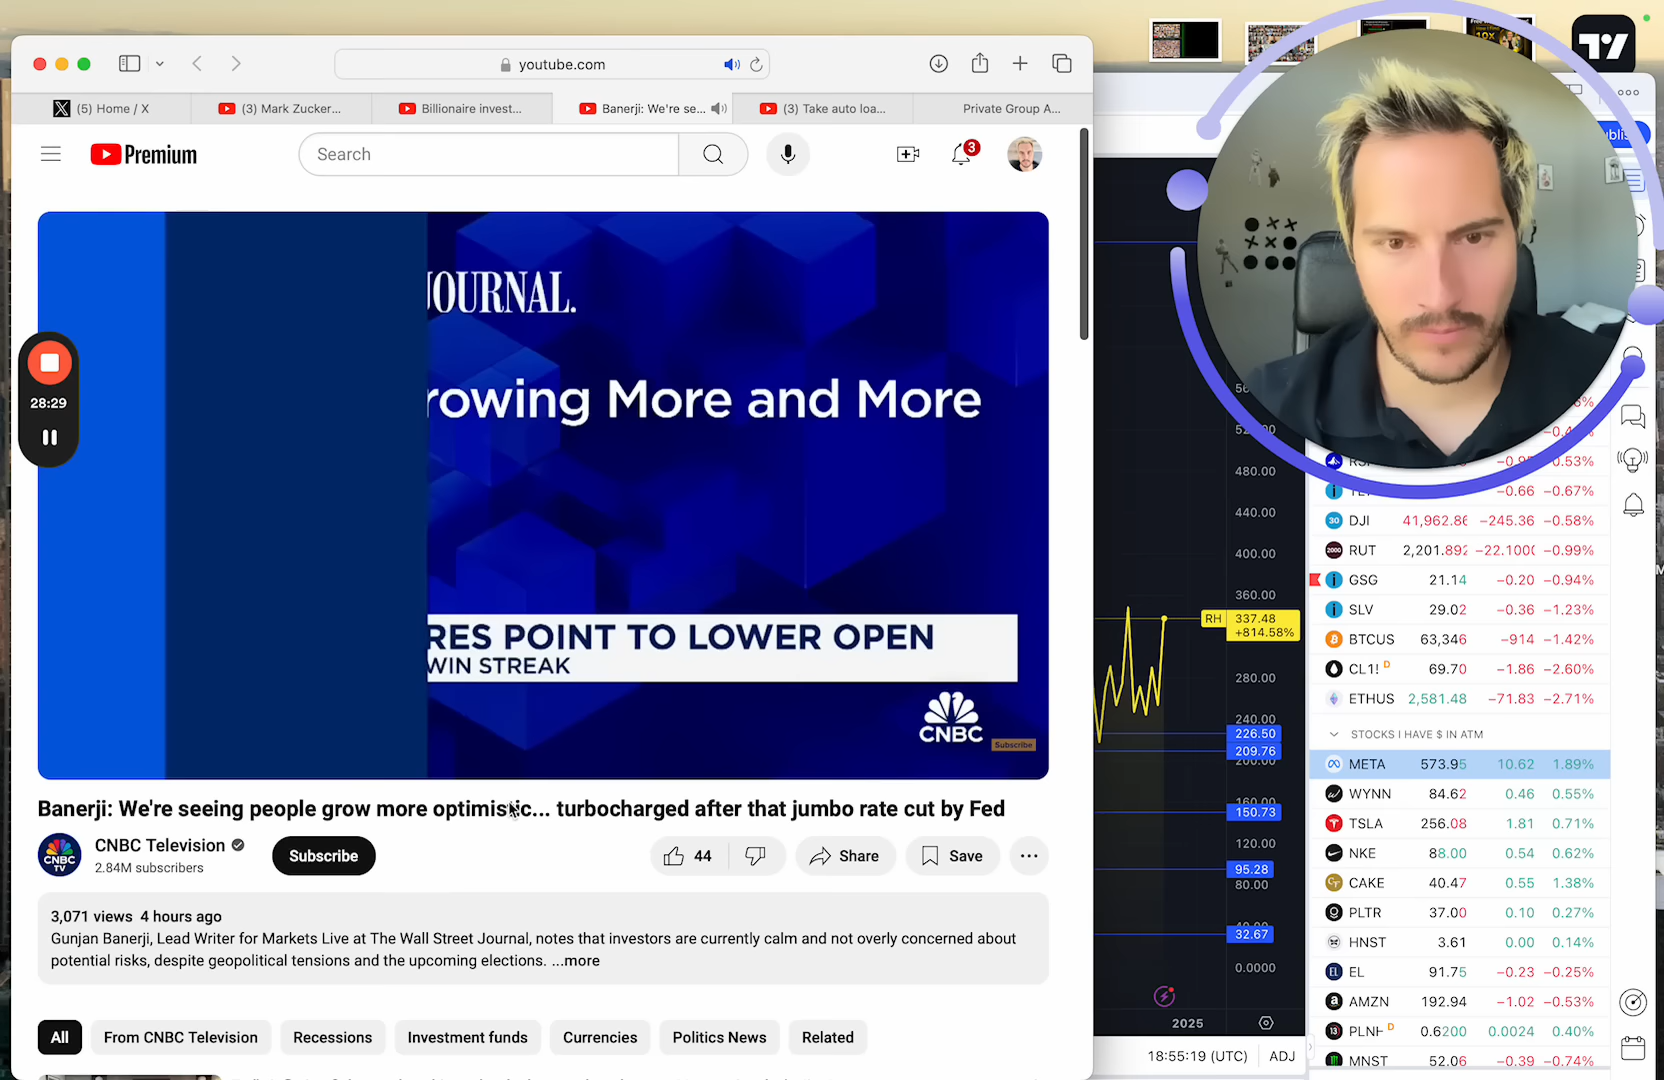 youtube.com
(5) Home / X
(3) Mark Zucker...
Billionaire invest...
Banerji: We're se...
(3) Take auto loa...
Private Group A...
Premium
Search
3
JOURNAL.
rowing More and More
RES POINT TO LOWER OPEN
WIN STREAK
CNBC
Subscribe
28:29
Banerji: We're seeing people grow more optimistic... turbocharged after that jumbo rate cut by Fed
CNBC Television
2.84M subscribers
Subscribe
44
Share
Save
3,071 views 4 hours ago
Gunjan Banerji, Lead Writer for Markets Live at The Wall Street Journal, notes that investors are currently calm and not overly concerned about
potential risks, despite geopolitical tensions and the upcoming elections. ...more
All
From CNBC Television
Recessions
Investment funds
Currencies
Politics News
Related
480.00
440.00
400.00
360.00
RH 337.48
+814.58%
280.00
240.00
226.50
209.76
200.00
160.00
150.73
120.00
95.28
80.00
32.67
0.0000
2025
18:55:19 (UTC) ADJ
-0.53%
-0.66 -0.67%
DJI 41,962.86 -245.36 -0.58%
RUT 2,201.892 -22.100 -0.99%
GSG 21.14 -0.20 -0.94%
SLV 29.02 -0.36 -1.23%
BTCUS 63,346 -914 -1.42%
CL1! D 69.70 -1.86 -2.60%
ETHUS 2,581.48 -71.83 -2.71%
STOCKS I HAVE $ IN ATM
META 573.95 10.62 1.89%
WYNN 84.62 0.46 0.55%
TSLA 256.08 1.81 0.71%
NKE 88.00 0.54 0.62%
CAKE 40.47 0.55 1.38%
PLTR 37.00 0.10 0.27%
HNST 3.61 0.00 0.14%
EL 91.75 -0.23 -0.25%
AMZN 192.94 -1.02 -0.53%
PLNH D 0.6200 0.0024 0.40%
MNST 52.06 -0.39 -0.74%